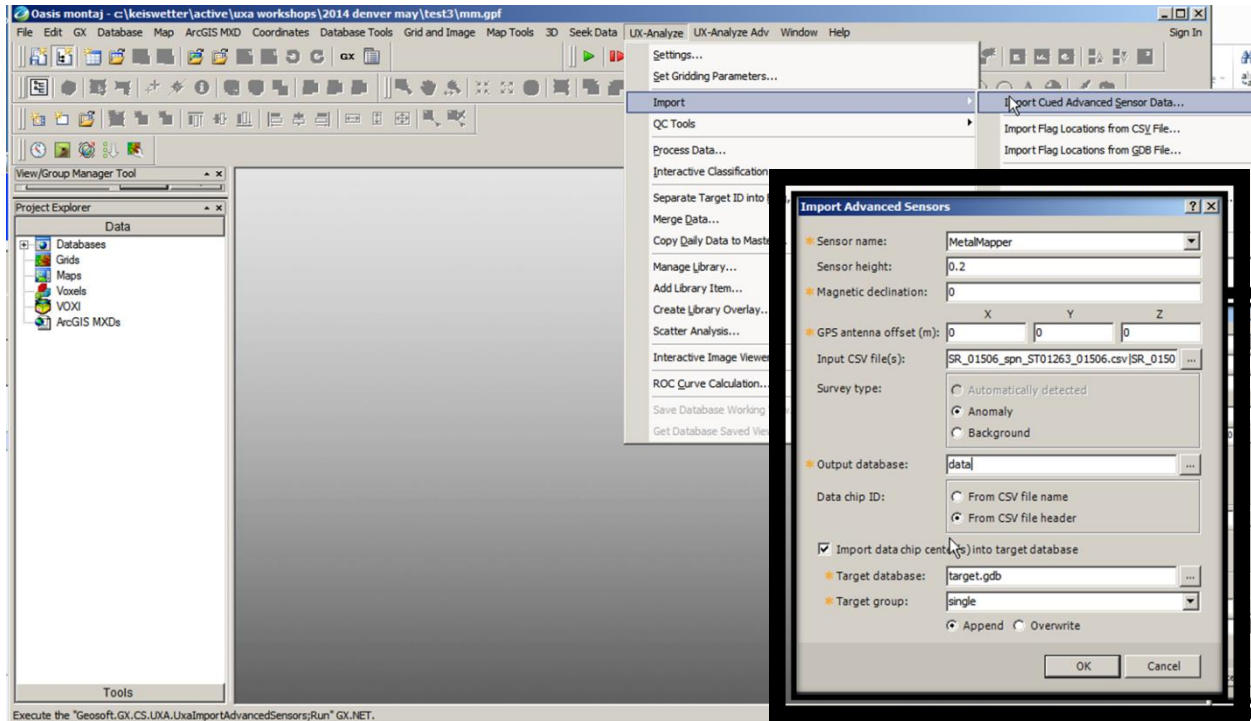 Oasis montaj - c:\keiswetter\active\uxa workshops\2014 denver may\test3\mm.gpf
File Edit GX Database Map ArcGIS MXD Coordinates Database Tools Grid and Image Map Tools 3D Seek Data UX-Analyze UX-Analyze Adv Window Help Sign In
GX
Settings...
Set Gridding Parameters...
Import
QC Tools
Process Data...
Interactive Classification
Separate Target ID into
Merge Data...
Copy Daily Data to Maste
Manage Library...
Add Library Item...
Create Library Overlay..
Scatter Analysis...
Interactive Image Viewer
ROC Curve Calculation...
Save Database Working
Get Database Saved Vie
Import Cued Advanced Sensor Data...
Import Flag Locations from CSV File...
Import Flag Locations from GDB File...
View/Group Manager Tool
Project Explorer
Data
Databases
Grids
Maps
Voxels
VOXI
ArcGIS MXDs
Tools
Execute the "Geosoft.GX.CS.UXA.UxaImportAdvancedSensors;Run" GX.NET.
Import Advanced Sensors
Sensor name: MetalMapper
Sensor height: 0.2
Magnetic declination: 0
X Y Z
GPS antenna offset (m): 0 0 0
Input CSV file(s): SR_01506_spn_ST01263_01506.csv|SR_0150 ...
Survey type: Automatically detected
Anomaly
Background
Output database: data ...
Data chip ID: From CSV file name
From CSV file header
Import data chip center(s) into target database
Target database: target.gdb ...
Target group: single
Append Overwrite
OK Cancel